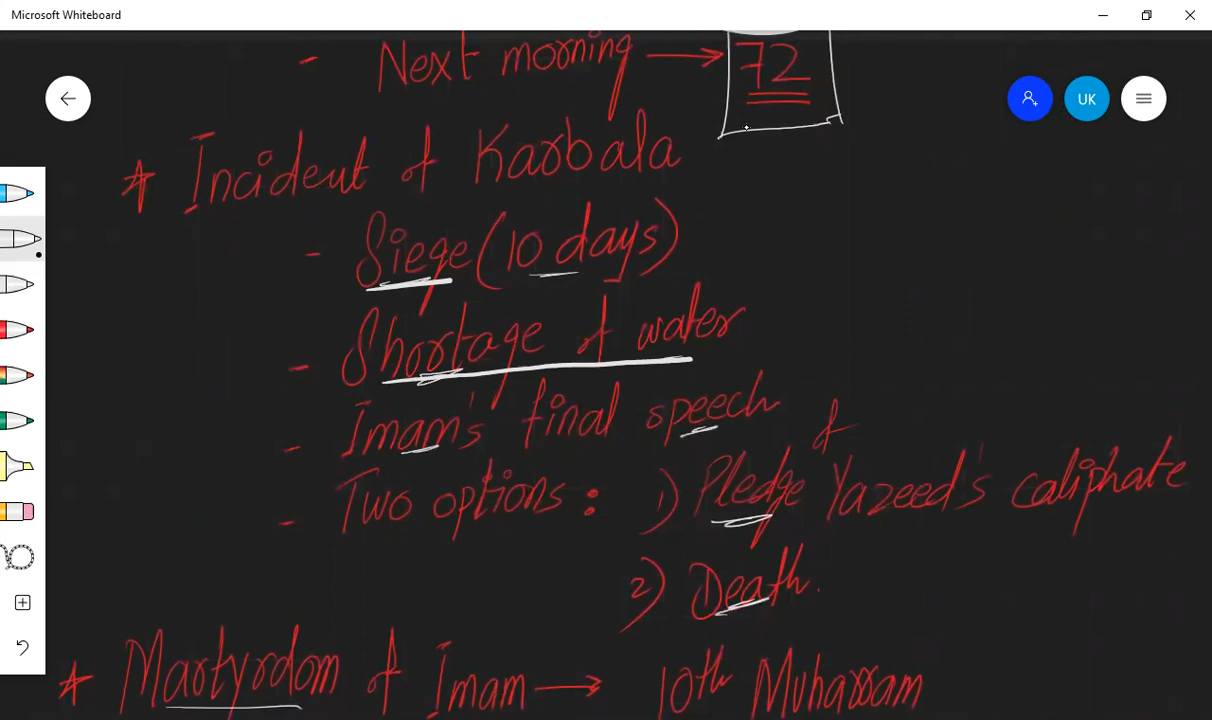 Microsoft Whiteboard
- Next morning → 72
UK
* Incident of Karbala
- Siege (10 days)
- Shortage of water
- Imam's final speech
- Two options: 1) Pledge of Yazeed's caliphate
2) Death.
* Martyrdom of Imam → 10th Muharram